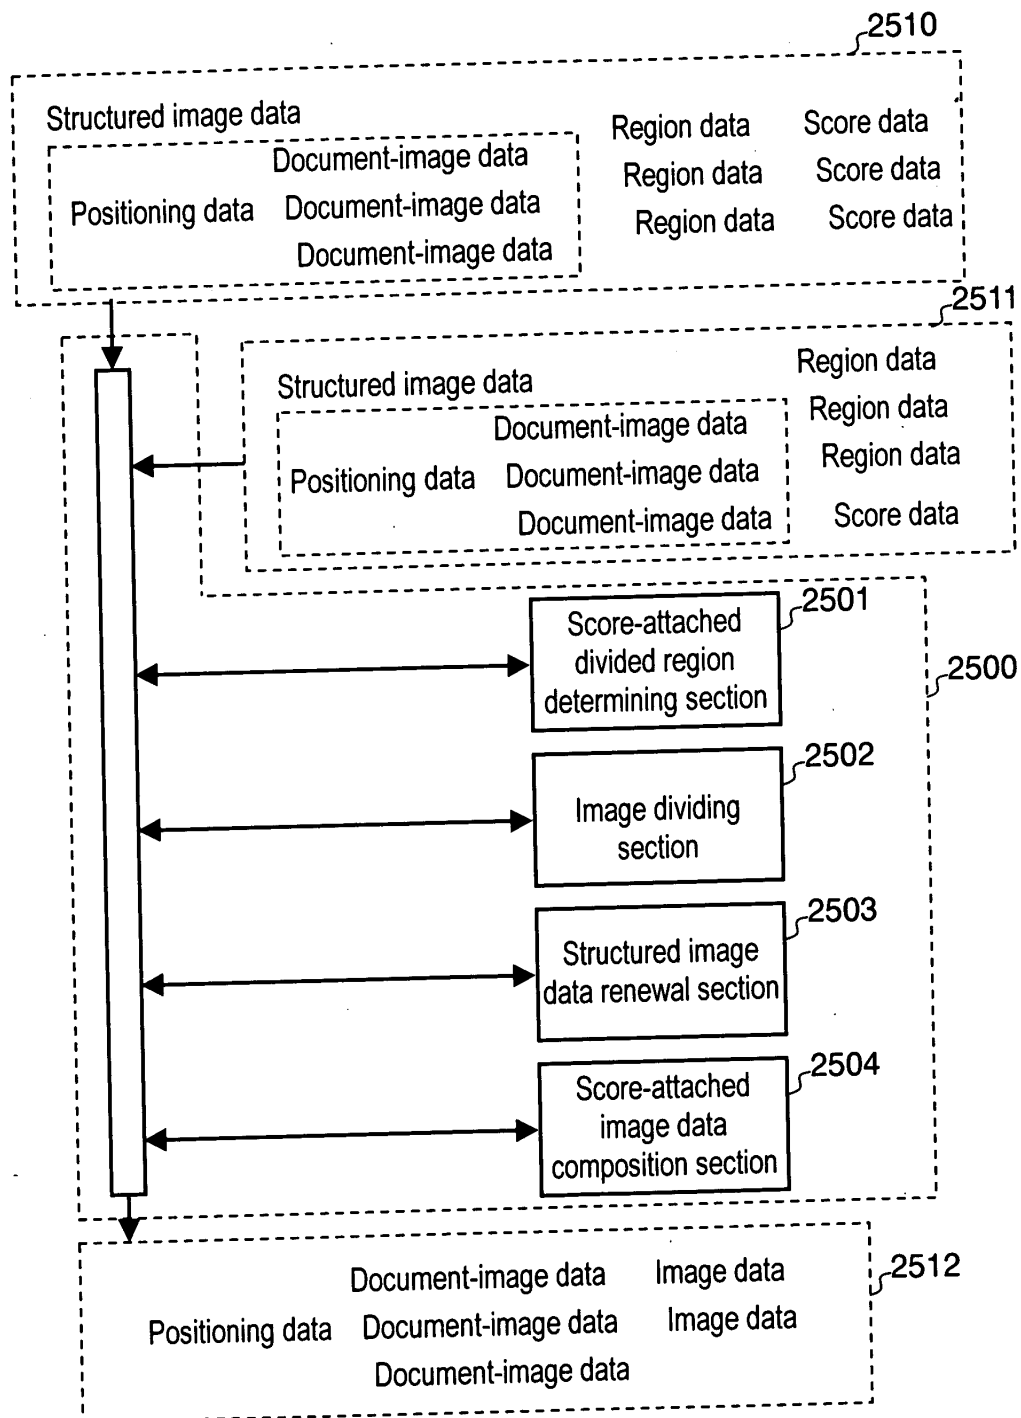 2510
Structured image data
Region data Score data
Document-image data
Region data Score data
Positioning data Document-image data
Region data Score data
Document-image data
2511
Region data
Structured image data
Region data
Document-image data
Region data
Positioning data Document-image data
Document-image data Score data
2501
Score-attached
divided region
determining section
2500
2502
Image dividing
section
2503
Structured image
data renewal section
2504
Score-attached
image data
composition section
2512
Document-image data Image data
Positioning data Document-image data Image data
Document-image data